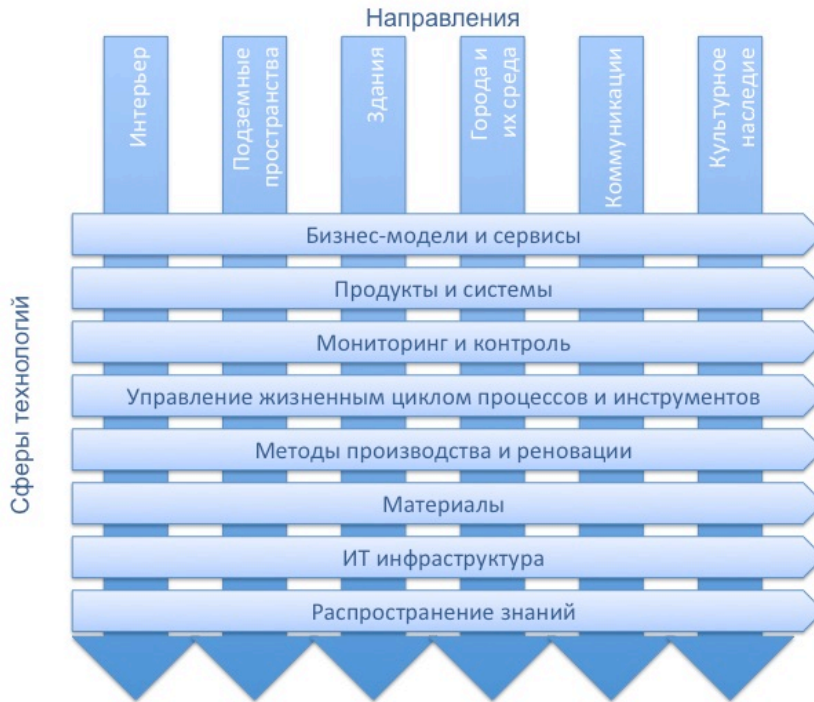 Направления
Интерьер
Подземные
пространства
Здания
Города и
их среда
Коммуникации
Культурное
наследие
Сферы технологий
Бизнес-модели и сервисы
Продукты и системы
Мониторинг и контроль
Управление жизненным циклом процессов и инструментов
Методы производства и реновации
Материалы
ИТ инфраструктура
Распространение знаний